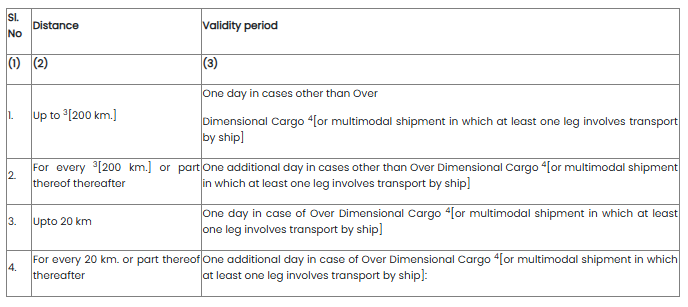 Sl. No Distance Validity period
(1) (2) (3)
1. Up to 3[200 km.] One day in cases other than Over
Dimensional Cargo 4[or multimodal shipment in which at least one leg involves transport
by ship]
2. For every 3[200 km.] or part
thereof thereafter
One additional day in cases other than Over Dimensional Cargo 4[or multimodal shipment
in which at least one leg involves transport by ship]
3. Upto 20 km
One day in case of Over Dimensional Cargo 4[or multimodal shipment in which at least
one leg involves transport by ship]
4. For every 20 km. or part thereof
thereafter
One additional day in case of Over Dimensional Cargo 4[or multimodal shipment in which
at least one leg involves transport by ship]: